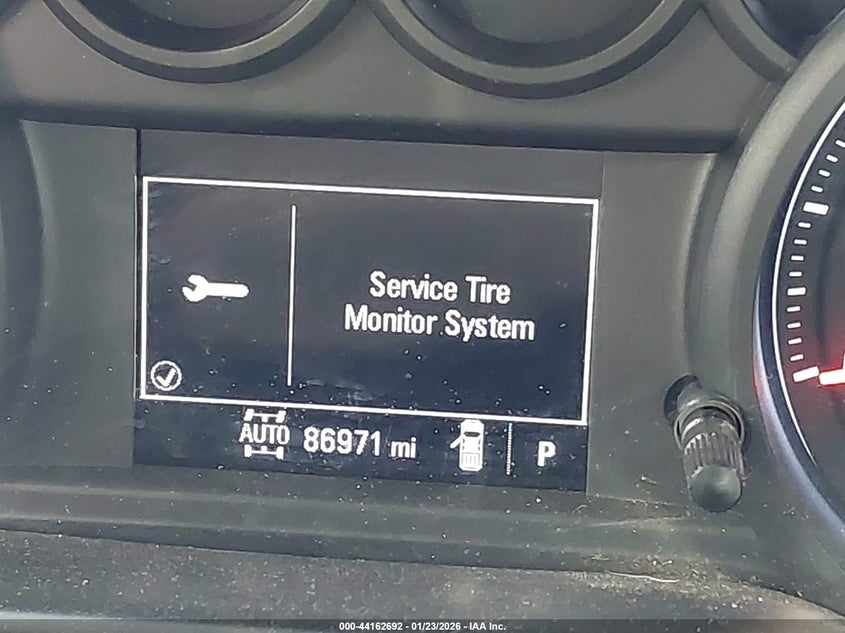 Service Tire
Monitor System
AUTO 86971 mi P
000-44162692 - 01/23/2026 - IAA Inc.